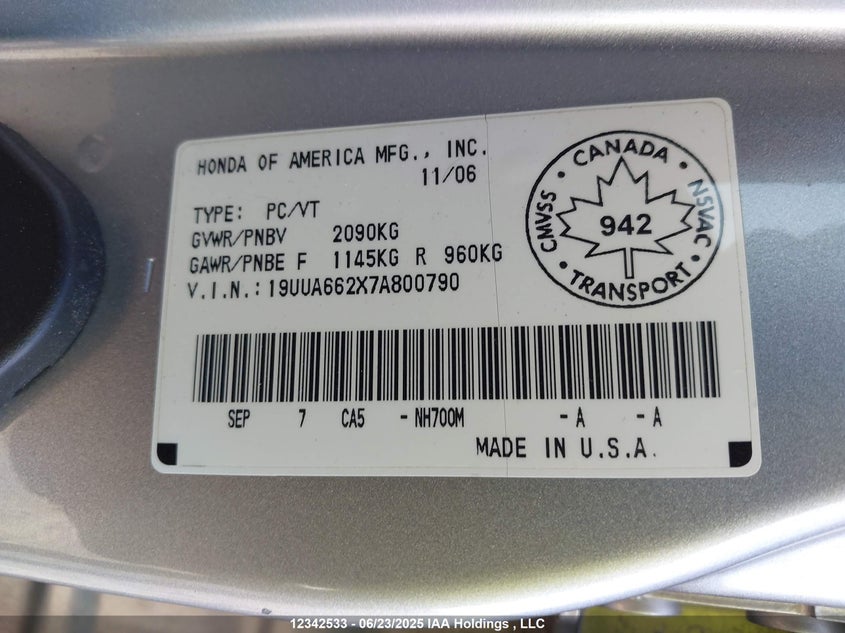 HONDA OF AMERICA MFG., INC.
11/06
TYPE: PC/VT
GVWR/PNBV 2090KG
GAWR/PNBE F 1145KG R 960KG
V.I.N.: 19UUA662X7A800790
CANADA
CMVSS
942
NSVAC
TRANSPORT
SEP 7 CA5 -NH700M -A -A
MADE IN U.S.A.
12342533 - 06/23/2025 IAA Holdings , LLC